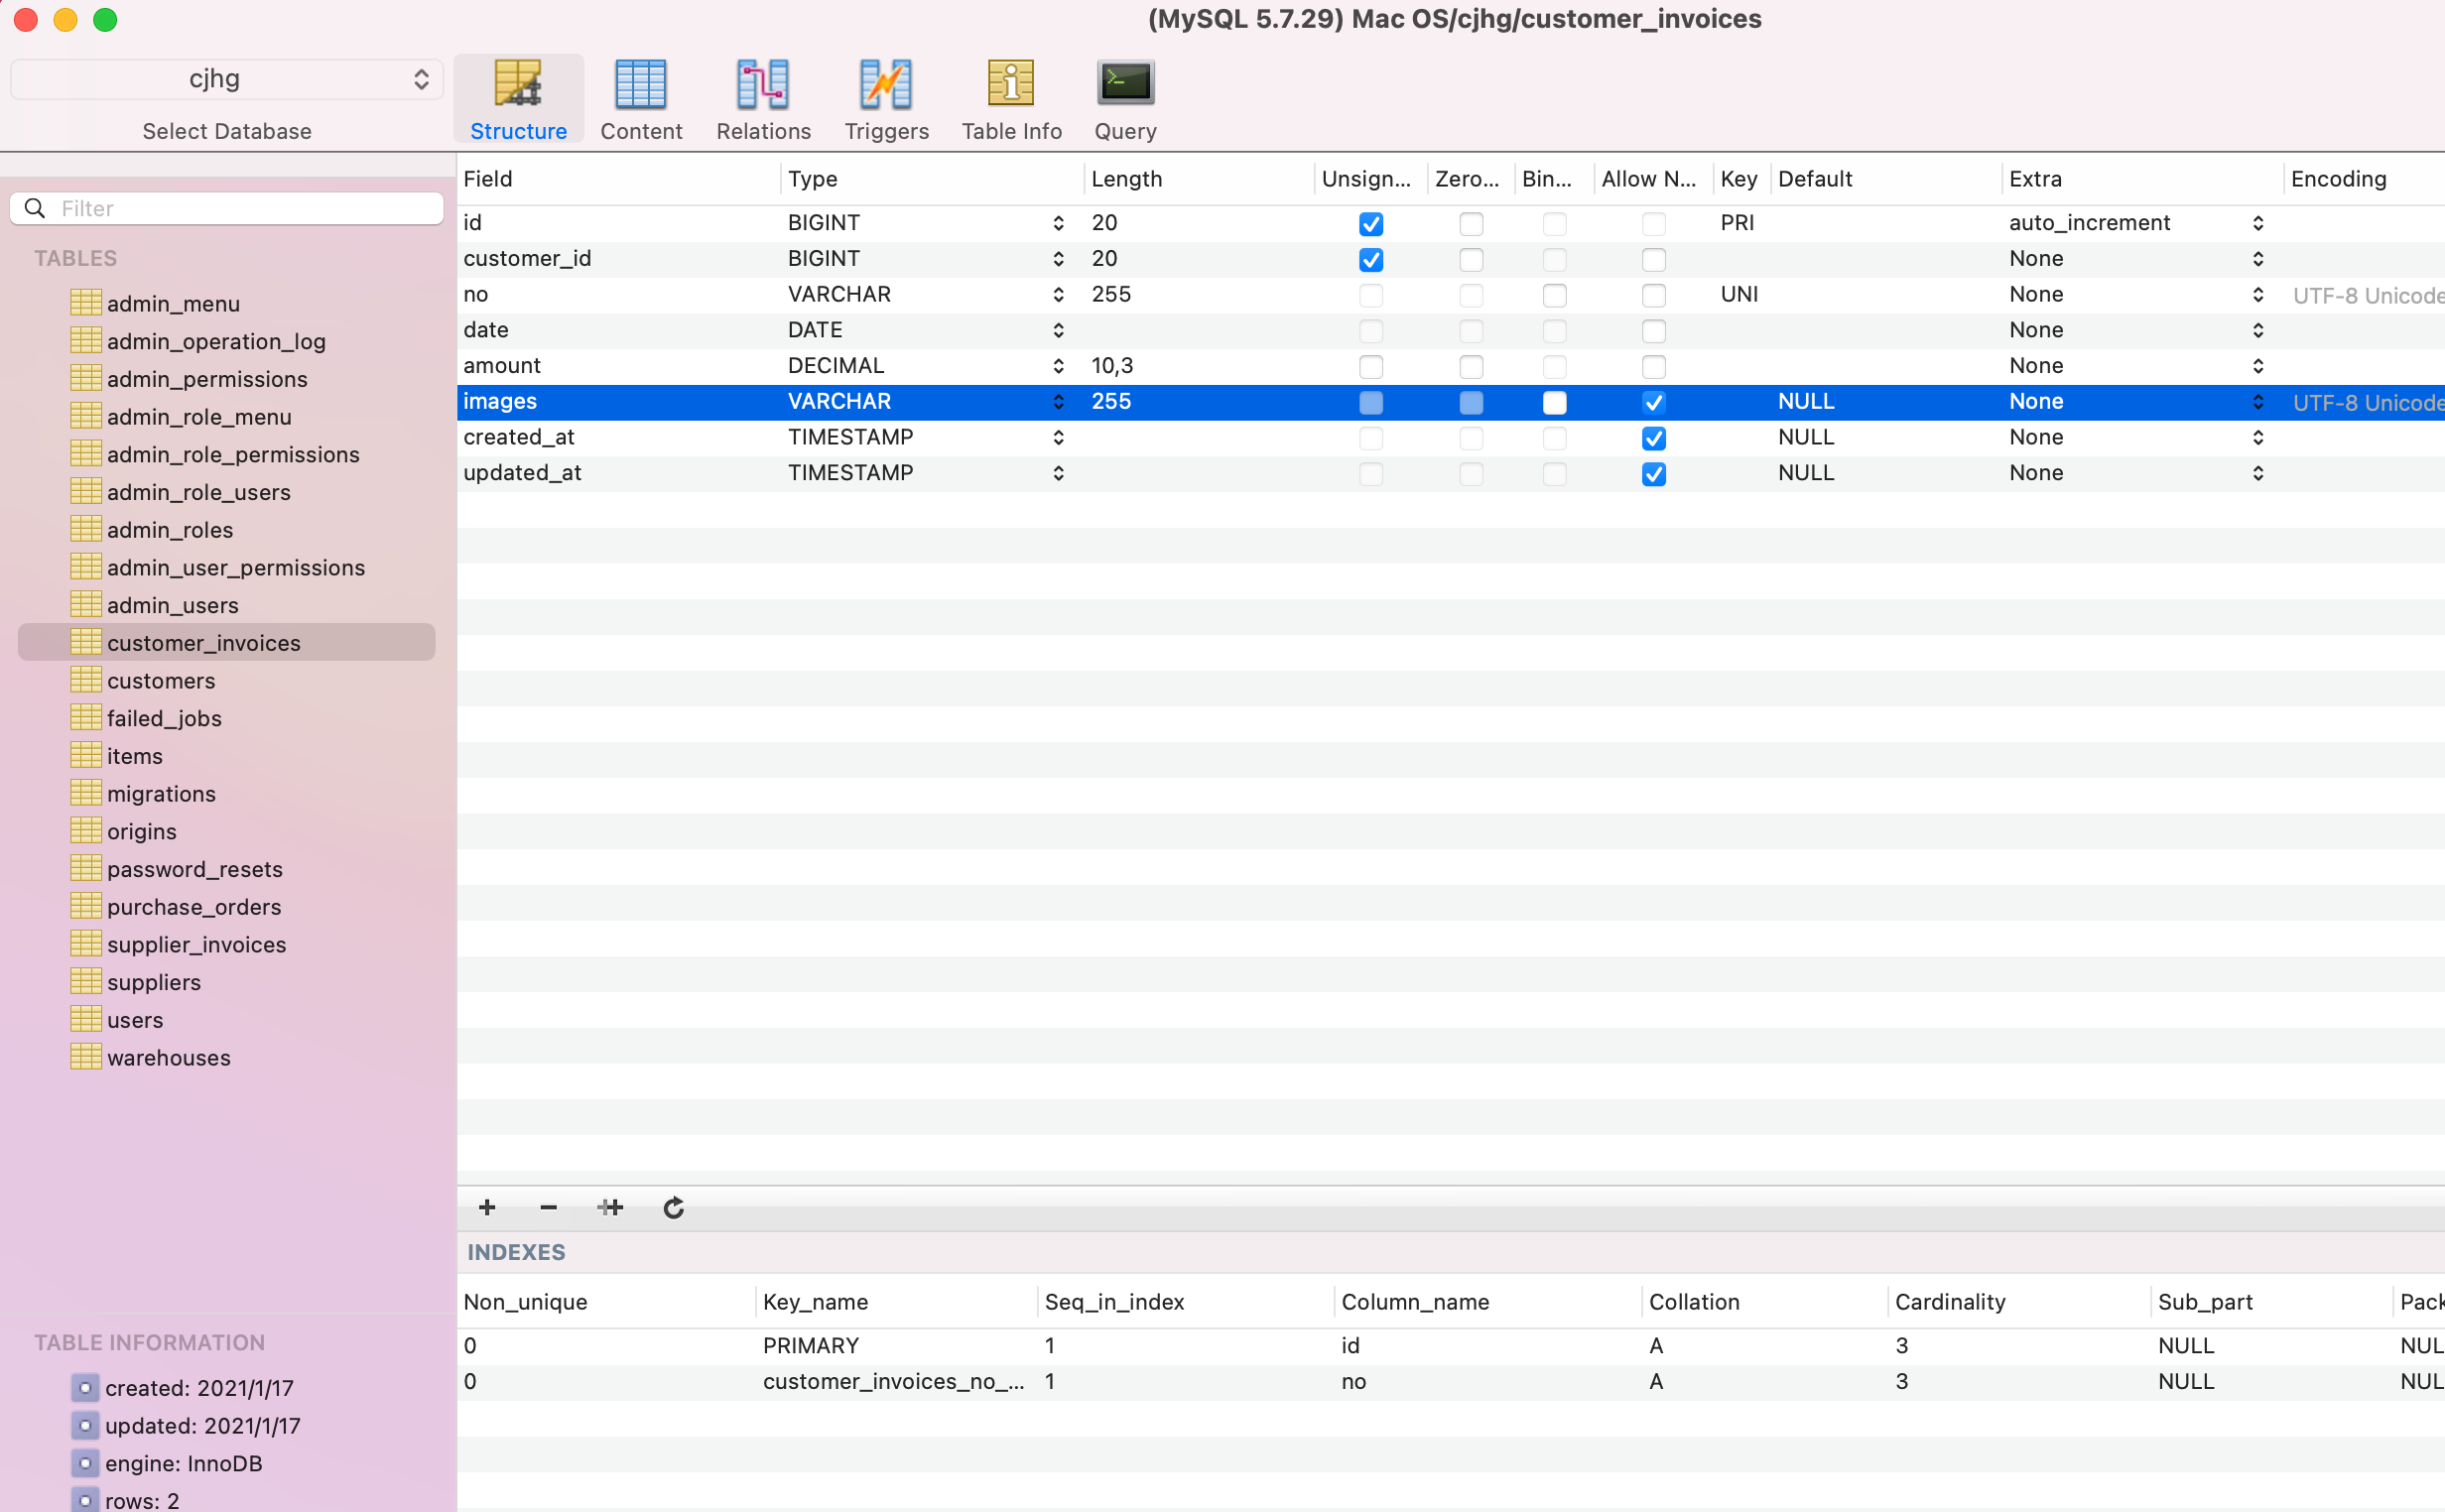 (MySQL 5.7.29) Mac OS/cjhg/customer_invoices
cjhg
Select Database
Structure
Content
Relations
Triggers
Table Info
Query
Filter
TABLES
admin_menu
admin_operation_log
admin_permissions
admin_role_menu
admin_role_permissions
admin_role_users
admin_roles
admin_user_permissions
admin_users
customer_invoices
customers
failed_jobs
items
migrations
origins
password_resets
purchase_orders
supplier_invoices
suppliers
users
warehouses
TABLE INFORMATION
created: 2021/1/17
updated: 2021/1/17
engine: InnoDB
rows: 2
Field Type Length Unsign... Zero... Bin... Allow N... Key Default Extra Encoding
id BIGINT 20 PRI auto_increment
customer_id BIGINT 20 None
no VARCHAR 255 UNI None UTF-8 Unicode
date DATE None
amount DECIMAL 10,3 None
images VARCHAR 255 NULL None UTF-8 Unicode
created_at TIMESTAMP NULL None
updated_at TIMESTAMP NULL None
INDEXES
Non_unique Key_name Seq_in_index Column_name Collation Cardinality Sub_part Pack
0 PRIMARY 1 id A 3 NULL NUL
0 customer_invoices_no_... 1 no A 3 NULL NUL